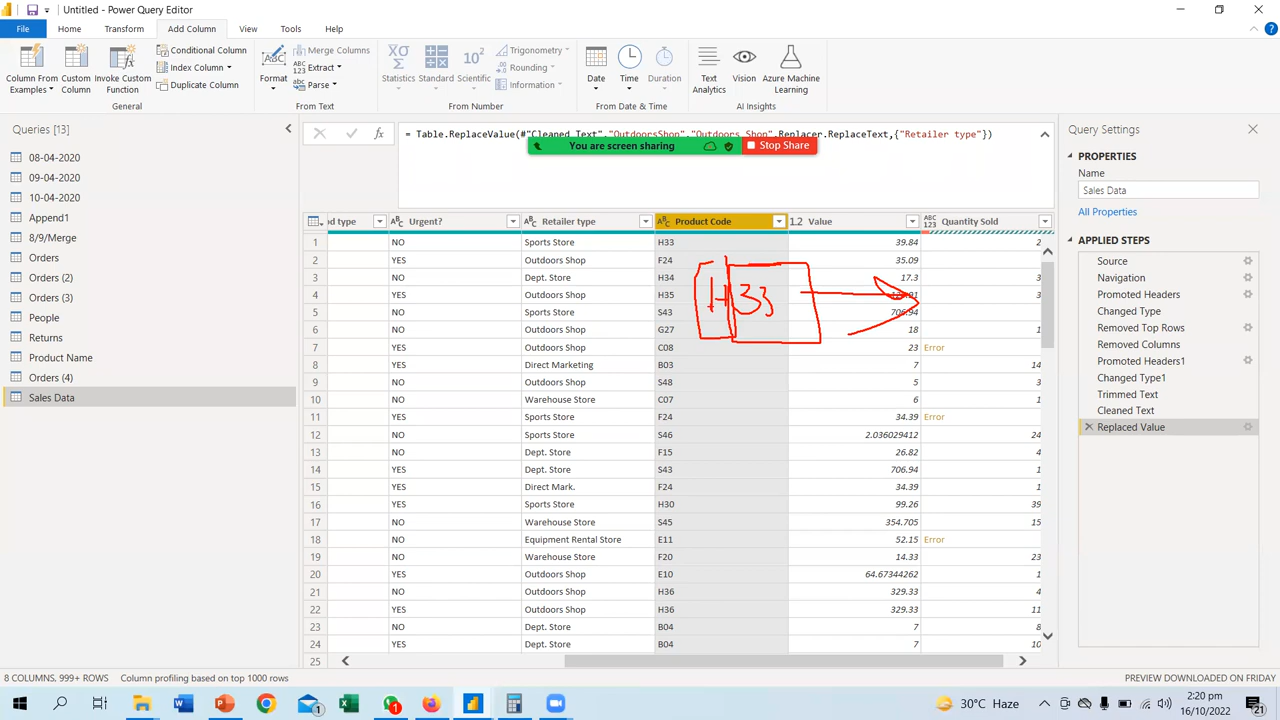 Untitled - Power Query Editor
File Home Transform Add Column View Tools Help
Column From Examples
Custom Column
Invoke Custom Function
Conditional Column
Index Column
Duplicate Column
General
Format
Merge Columns
Extract
Parse
From Text
Statistics
Standard
Scientific
Trigonometry
Rounding
Information
From Number
Date
Time
Duration
From Date & Time
Text Analytics
Vision
Azure Machine Learning
AI Insights
Queries [13]
08-04-2020
09-04-2020
10-04-2020
Append1
8/9/Merge
Orders
Orders (2)
Orders (3)
People
Returns
Product Name
Orders (4)
Sales Data
= Table.ReplaceValue(#"Cleaned Text","OutdoorsShop","Outdoors Shop",Replacer.ReplaceText,{"Retailer type"})
You are screen sharing Stop Share
d type Urgent? Retailer type Product Code 1.2 Value ABC 123 Quantity Sold
1 NO Sports Store H33 39.84 2
2 YES Outdoors Shop F24 35.09
3 NO Dept. Store H34 17.3 3
4 YES Outdoors Shop H35 3
5 NO Outdoors Shop S43 706.94
6 NO Outdoors Shop G27 18 1
7 YES Outdoors Shop C08 23 Error
8 YES Direct Marketing B03 7 14
9 NO Outdoors Shop S48 5 3
10 NO Warehouse Store C07 6 1
11 YES Sports Store F24 34.39 Error
12 NO Sports Store S46 2.036029412 24
13 NO Dept. Store F15 26.82 4
14 YES Dept. Store S43 706.94 1
15 YES Direct Mark. F24 34.39 1
16 YES Sports Store H30 99.26 39
17 NO Warehouse Store S45 354.705 15
18 NO Equipment Rental Store E11 52.15 Error
19 NO Warehouse Store F20 14.33 23
20 YES Outdoors Shop E10 64.67344262 1
21 NO Outdoors Shop H36 329.33 4
22 YES Outdoors Shop H36 329.33 11
23 NO Dept. Store B04 7 8
24 YES Dept. Store B04 7 10
25
H 33
Query Settings
PROPERTIES
Name
Sales Data
All Properties
APPLIED STEPS
Source
Navigation
Promoted Headers
Changed Type
Removed Top Rows
Removed Columns
Promoted Headers1
Changed Type1
Trimmed Text
Cleaned Text
Replaced Value
8 COLUMNS, 999+ ROWS Column profiling based on top 1000 rows PREVIEW DOWNLOADED ON FRIDAY
30°C Haze
2:20 pm
16/10/2022
21